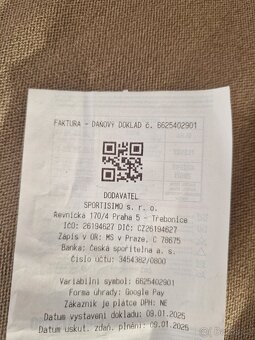 FAKTURA - DAŇOVÝ DOKLAD č. 6625402901
DODAVATEL
SPORTISIMO s. r. o.
Řevnická 170/4 Praha 5 - Třebonice
IČO: 26194627 DIČ: CZ26194627
Zápis v OR: MS v Praze, C 78675
Banka: Česká spořitelna a. s.
Číslo účtu: 3454382/0800
Variabilní symbol: 6625402901
Forma úhrady: Google Pay
Zákazník je plátce DPH: NE
Datum vystavení dokladu: 09.01.2025
Datum uskut. zdaň. plnění: 09.01.2025